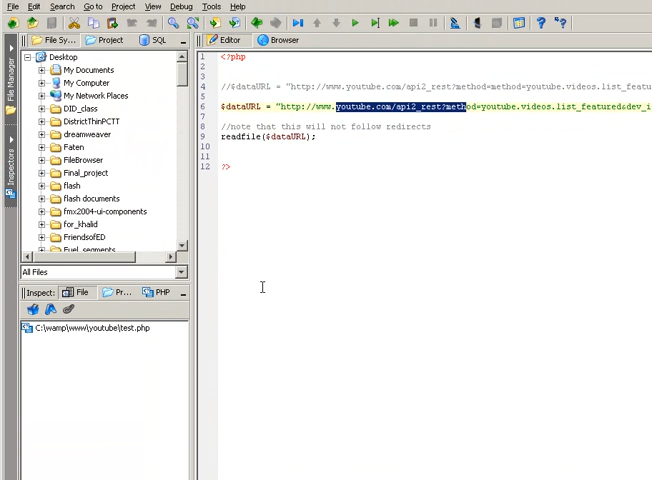 File Edit Search Go to Project View Debug Tools Help
File Sy... Project SQL
Editor Browser
File Manager
Inspectors
Desktop
My Documents
My Computer
My Network Places
DID_class
DistrictThinPCTT
dreamweaver
Faten
FileBrowser
Final_project
flash
flash documents
fmx2004-ui-components
for_khalid
FriendsofED
Fuel_segments
All Files
Inspect: File Pr... PHP
C:\wamp\www\youtube\test.php
1 <?php
2
3
4 //$dataURL = "http://www.youtube.com/api2_rest?method=method=youtube.videos.list_featu
5
6 $dataURL = "http://www.youtube.com/api2_rest?method=youtube.videos.list_featured&dev_i
7
8 //note that this will not follow redirects
9 readfile($dataURL);
10
11
12 ?>